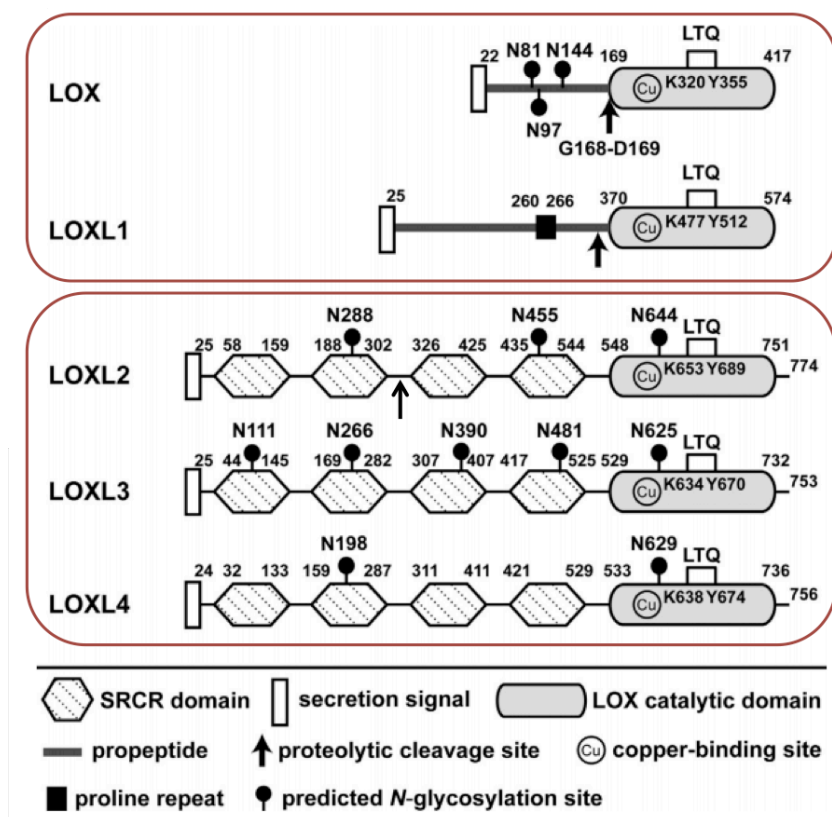 LTQ
22 N81 N144 169 417
LOX
Cu K320 Y355
N97
G168-D169
LTQ
25 260 266 370 574
LOXL1
Cu K477 Y512
N288 N455 N644
LTQ
25 58 159 188 302 326 425 435 544 548 751
LOXL2
Cu K653 Y689
774
N111 N266 N390 N481 N625
LTQ
25 44 145 169 282 307 407 417 525 529 732
LOXL3
Cu K634 Y670
753
N198 N629
LTQ
24 32 133 159 287 311 411 421 529 533 736
LOXL4
Cu K638 Y674
756
SRCR domain secretion signal LOX catalytic domain
propeptide proteolytic cleavage site Cu copper-binding site
proline repeat predicted N-glycosylation site